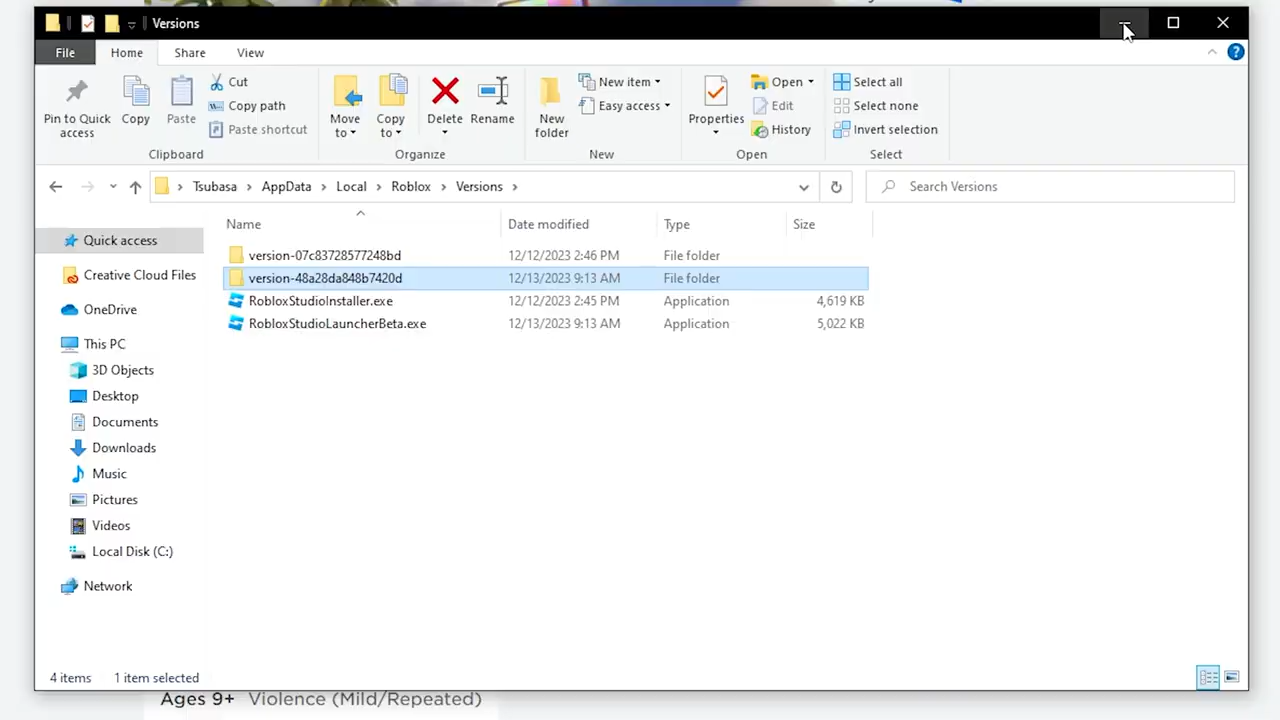 Versions
File Home Share View
Pin to Quick access
Copy
Paste
Cut
Copy path
Paste shortcut
Clipboard
Move to
Copy to
Delete
Rename
Organize
New folder
New item
Easy access
New
Properties
Open
Edit
History
Open
Select all
Select none
Invert selection
Select
Tsubasa > AppData > Local > Roblox > Versions >
Search Versions
Name Date modified Type Size
version-07c83728577248bd 12/12/2023 2:46 PM File folder
version-48a28da848b7420d 12/13/2023 9:13 AM File folder
RobloxStudioInstaller.exe 12/12/2023 2:45 PM Application 4,619 KB
RobloxStudioLauncherBeta.exe 12/13/2023 9:13 AM Application 5,022 KB
Quick access
Creative Cloud Files
OneDrive
This PC
3D Objects
Desktop
Documents
Downloads
Music
Pictures
Videos
Local Disk (C:)
Network
4 items 1 item selected
Ages 9+ Violence (Mild/Repeated)